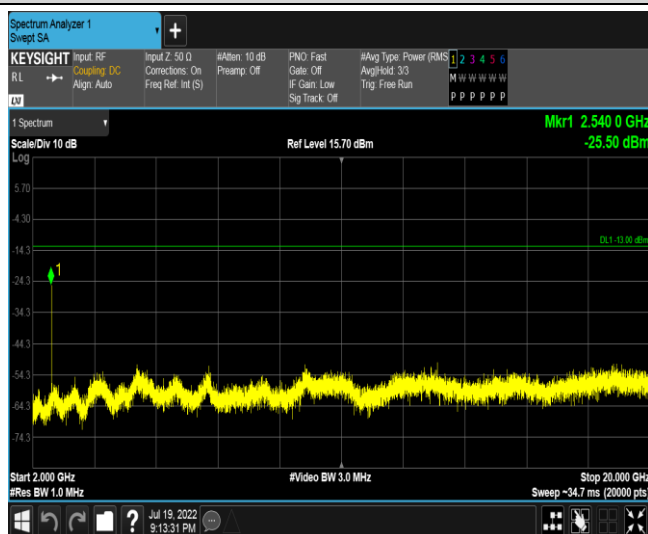 Spectrum Analyzer 1
Swept SA
+
KEYSIGHT Input: RF Input Z: 50 Ω #Atten: 10 dB PNO: Fast #Avg Type: Power (RMS 1 2 3 4 5 6
RL Coupling: DC Corrections: On Preamp: Off Gate: Off Avg|Hold: 3/3 M W W W W W
Align: Auto Freq Ref: Int (S) IF Gain: Low Trig: Free Run
Sig Track: Off P P P P P P
LXI
1 Spectrum
Mkr1 2.540 0 GHz
Scale/Div 10 dB Ref Level 15.70 dBm -25.50 dBm
Log
5.70
-4.30
DL1 -13.00 dBm
-14.3
1
-24.3
-34.3
-44.3
-54.3
-64.3
-74.3
Start 2.000 GHz #Video BW 3.0 MHz Stop 20.000 GHz
#Res BW 1.0 MHz Sweep ~34.7 ms (20000 pts)
? Jul 19, 2022
9:13:31 PM